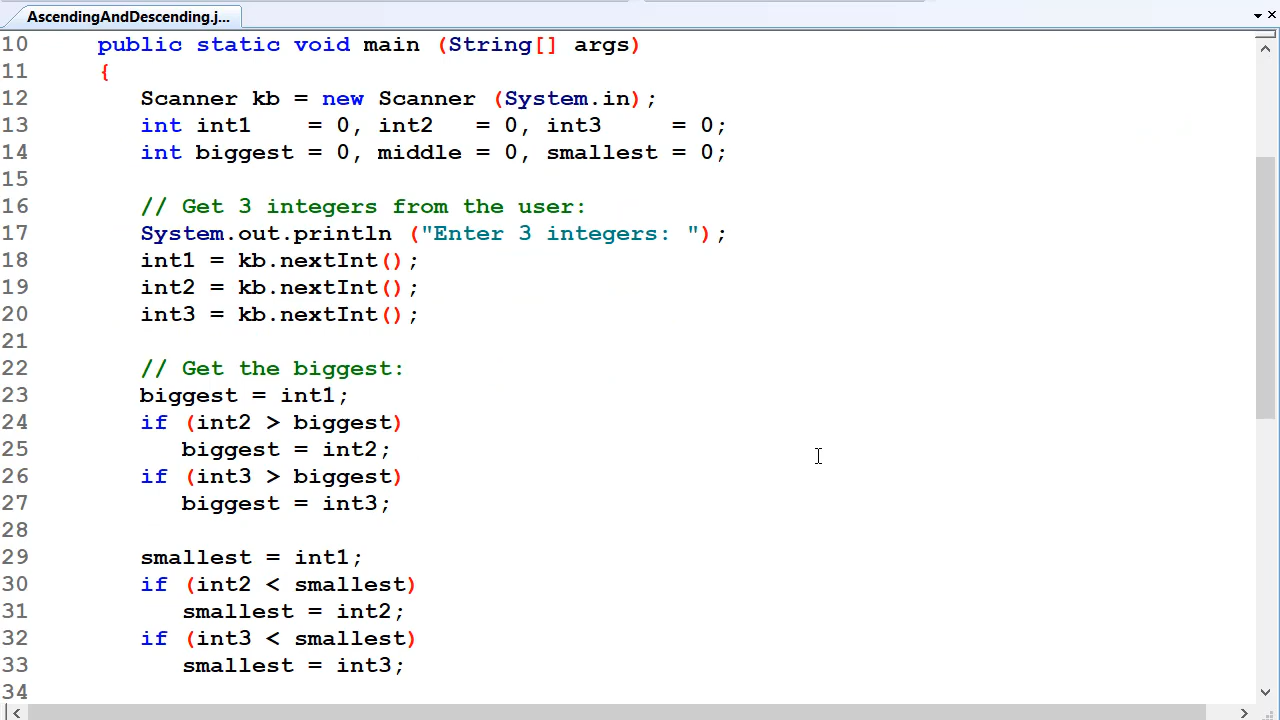 AscendingAndDescending.j...
10 public static void main (String[] args)
11 {
12 Scanner kb = new Scanner (System.in);
13 int int1 = 0, int2 = 0, int3 = 0;
14 int biggest = 0, middle = 0, smallest = 0;
15
16 // Get 3 integers from the user:
17 System.out.println ("Enter 3 integers: ");
18 int1 = kb.nextInt();
19 int2 = kb.nextInt();
20 int3 = kb.nextInt();
21
22 // Get the biggest:
23 biggest = int1;
24 if (int2 > biggest)
25 biggest = int2;
26 if (int3 > biggest)
27 biggest = int3;
28
29 smallest = int1;
30 if (int2 < smallest)
31 smallest = int2;
32 if (int3 < smallest)
33 smallest = int3;
34